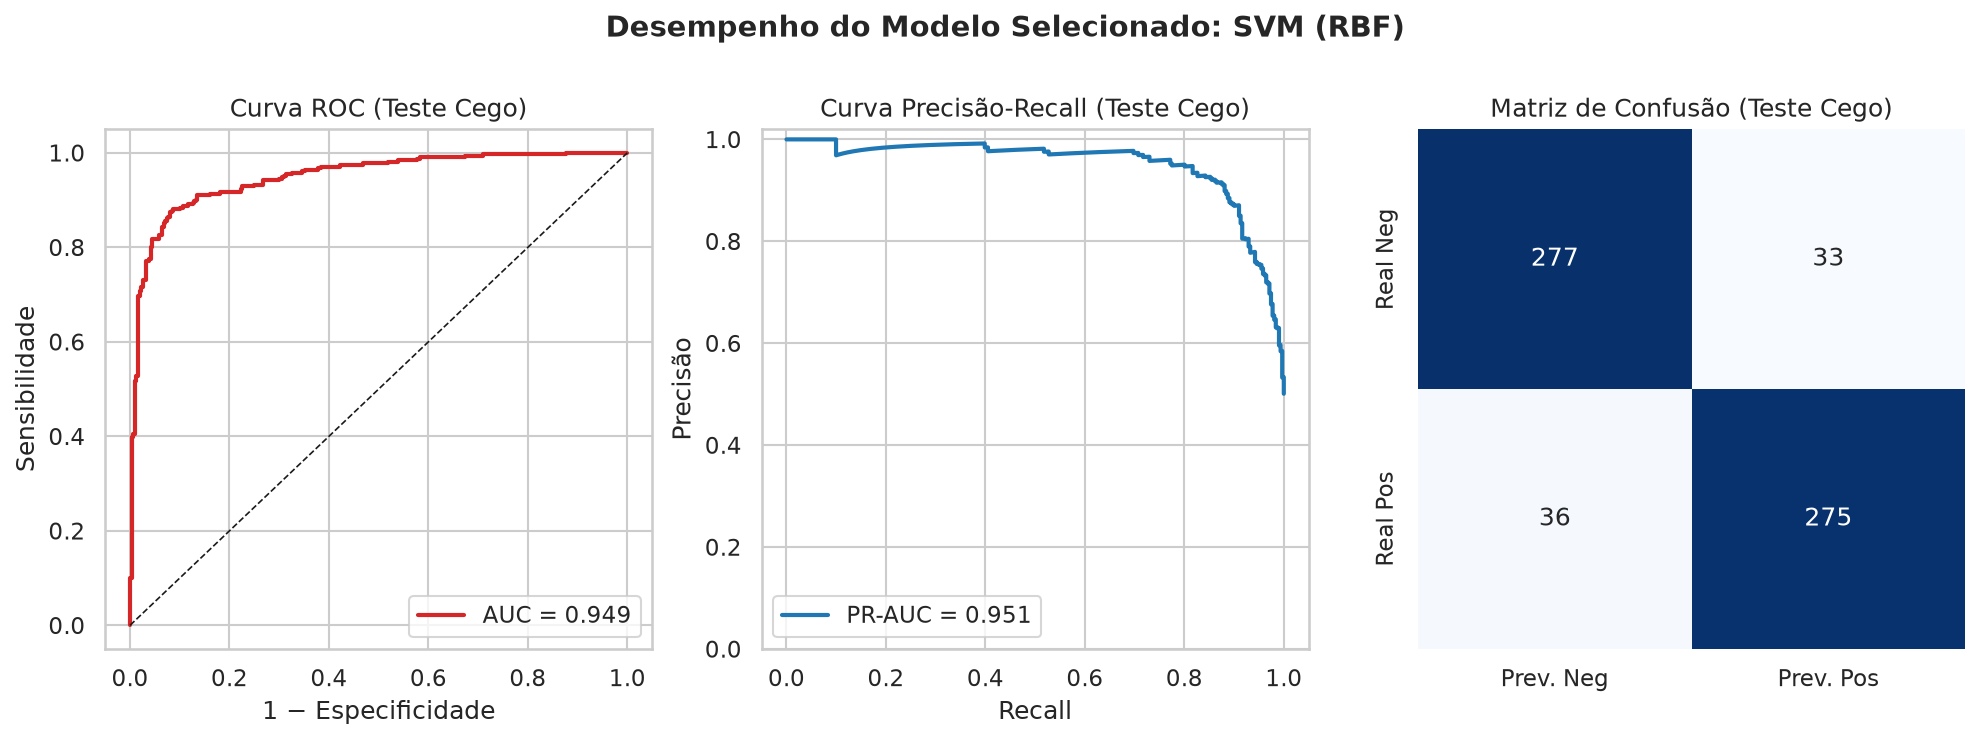 Desempenho do Modelo Selecionado: SVM (RBF)
Curva ROC (Teste Cego)
Sensibilidade
1.0
0.8
0.6
0.4
0.2
0.0
AUC = 0.949
0.0 0.2 0.4 0.6 0.8 1.0
1 − Especificidade
Curva Precisão-Recall (Teste Cego)
Precisão
1.0
0.8
0.6
0.4
0.2
0.0
PR-AUC = 0.951
0.0 0.2 0.4 0.6 0.8 1.0
Recall
Matriz de Confusão (Teste Cego)
Real Neg
277 33
Real Pos
36 275
Prev. Neg Prev. Pos